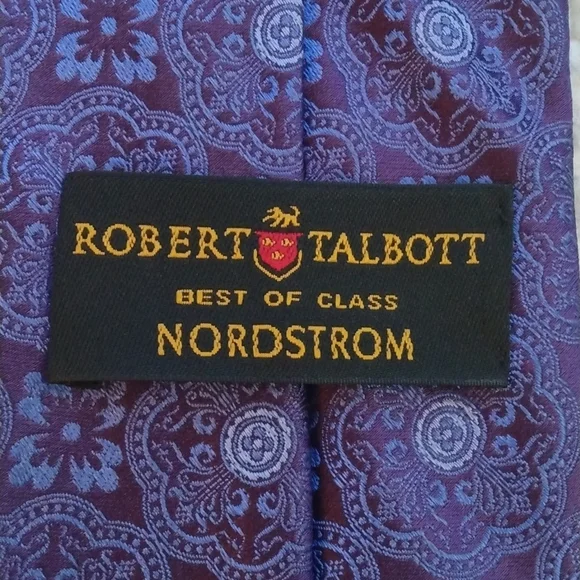 ROBERT TALBOTT
BEST OF CLASS
NORDSTROM